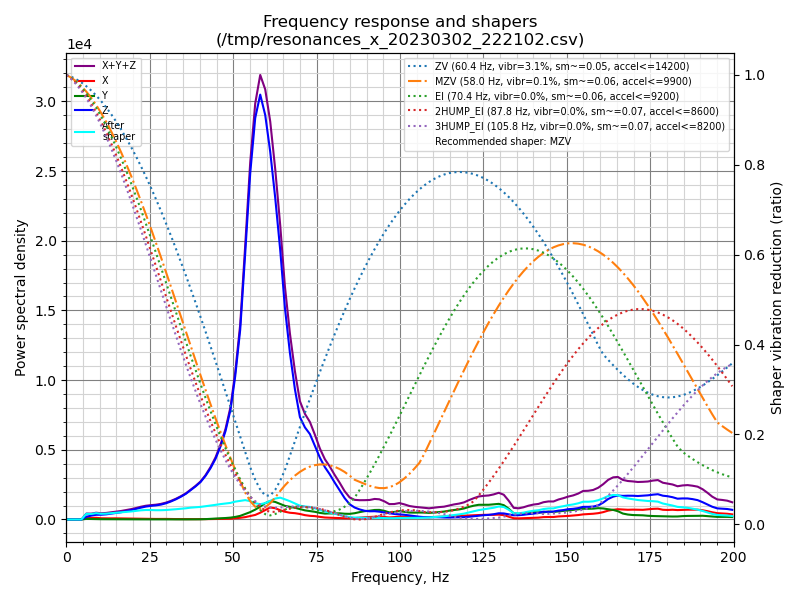 Frequency response and shapers
(/tmp/resonances_x_20230302_222102.csv)
1e4
X+Y+Z
X
Y
Z
After
shaper
ZV (60.4 Hz, vibr=3.1%, sm~=0.05, accel<=14200)
MZV (58.0 Hz, vibr=0.1%, sm~=0.06, accel<=9900)
EI (70.4 Hz, vibr=0.0%, sm~=0.06, accel<=9200)
2HUMP_EI (87.8 Hz, vibr=0.0%, sm~=0.07, accel<=8600)
3HUMP_EI (105.8 Hz, vibr=0.0%, sm~=0.07, accel<=8200)
Recommended shaper: MZV
Power spectral density
3.0
2.5
2.0
1.5
1.0
0.5
0.0
1.0
0.8
0.6
0.4
0.2
0.0
Shaper vibration reduction (ratio)
0 25 50 75 100 125 150 175 200
Frequency, Hz